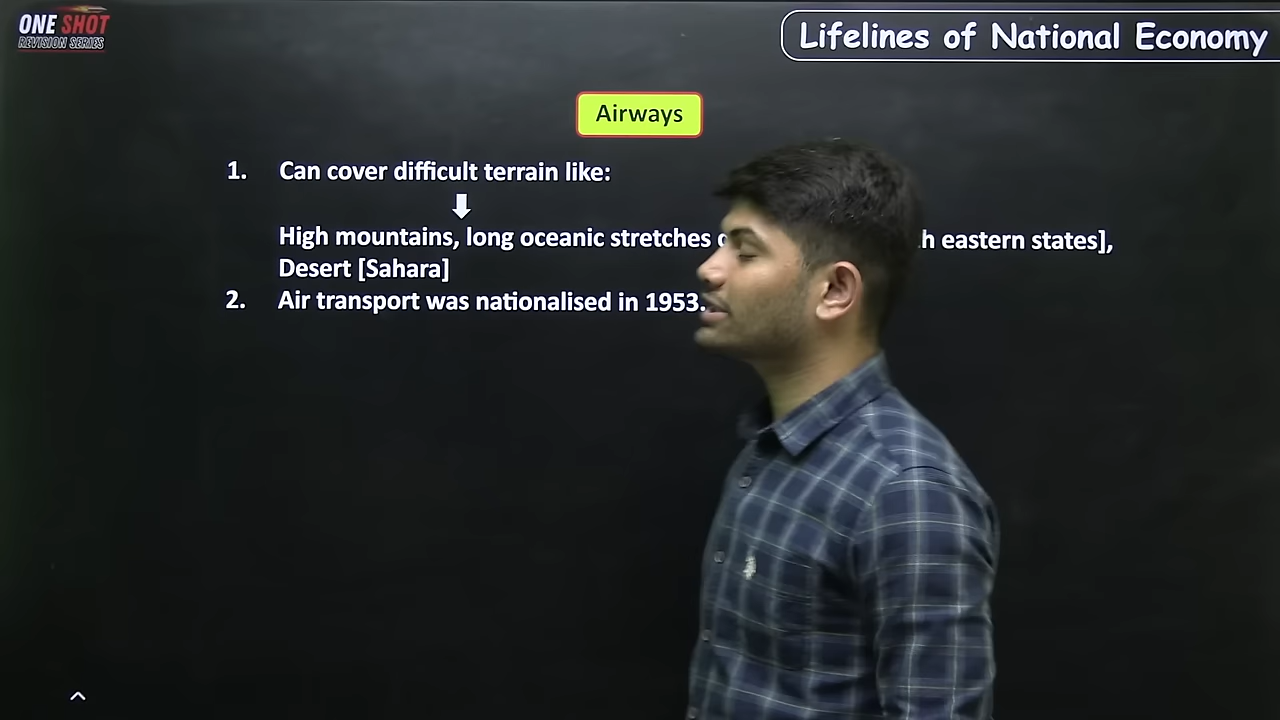 ONE SHOT
REVISION SERIES
Lifelines of National Economy
Airways
1. Can cover difficult terrain like:
High mountains, long oceanic stretches eastern states],
Desert [Sahara]
2. Air transport was nationalised in 1953.